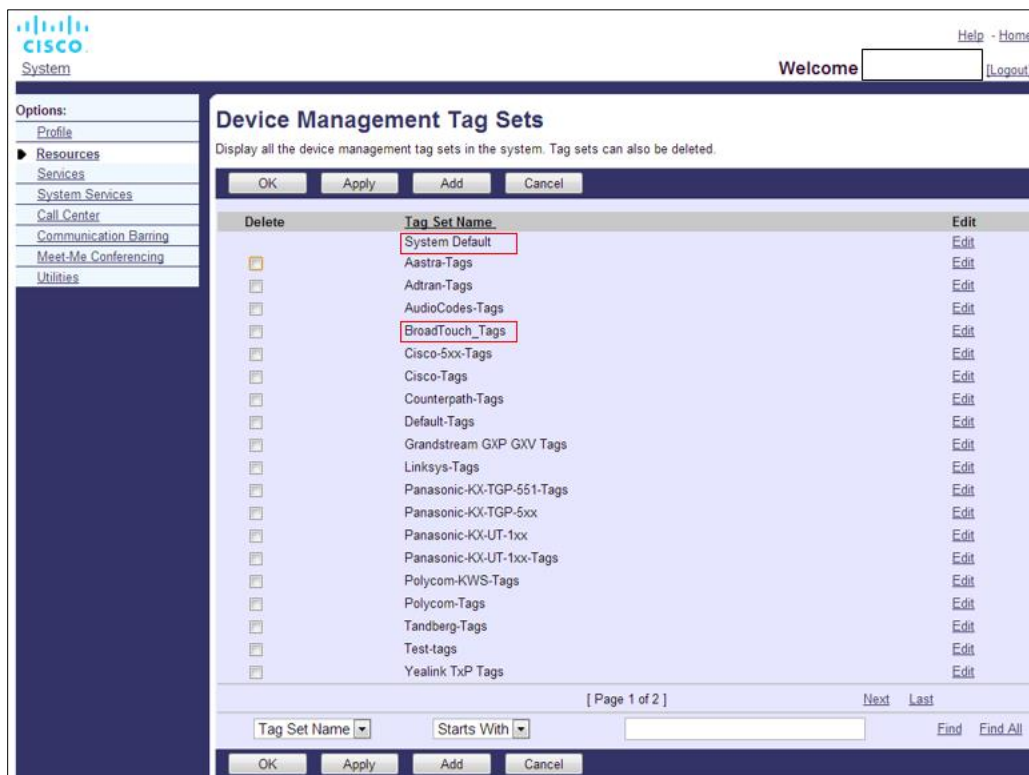 CISCO
Help - Home
System
Welcome [Logout]
Options:
Profile
Resources
Services
System Services
Call Center
Communication Barring
Meet-Me Conferencing
Utilities
Device Management Tag Sets
Display all the device management tag sets in the system. Tag sets can also be deleted.
OK Apply Add Cancel
Delete Tag Set Name Edit
System Default Edit
Aastra-Tags Edit
Adtran-Tags Edit
AudioCodes-Tags Edit
BroadTouch_Tags Edit
Cisco-5xx-Tags Edit
Cisco-Tags Edit
Counterpath-Tags Edit
Default-Tags Edit
Grandstream GXP GXV Tags Edit
Linksys-Tags Edit
Panasonic-KX-TGP-551-Tags Edit
Panasonic-KX-TGP-5xx Edit
Panasonic-KX-UT-1xx Edit
Panasonic-KX-UT-1xx-Tags Edit
Polycom-KWS-Tags Edit
Polycom-Tags Edit
Tandberg-Tags Edit
Test-tags Edit
Yealink TxP Tags Edit
[ Page 1 of 2 ] Next Last
Tag Set Name Starts With Find Find All
OK Apply Add Cancel